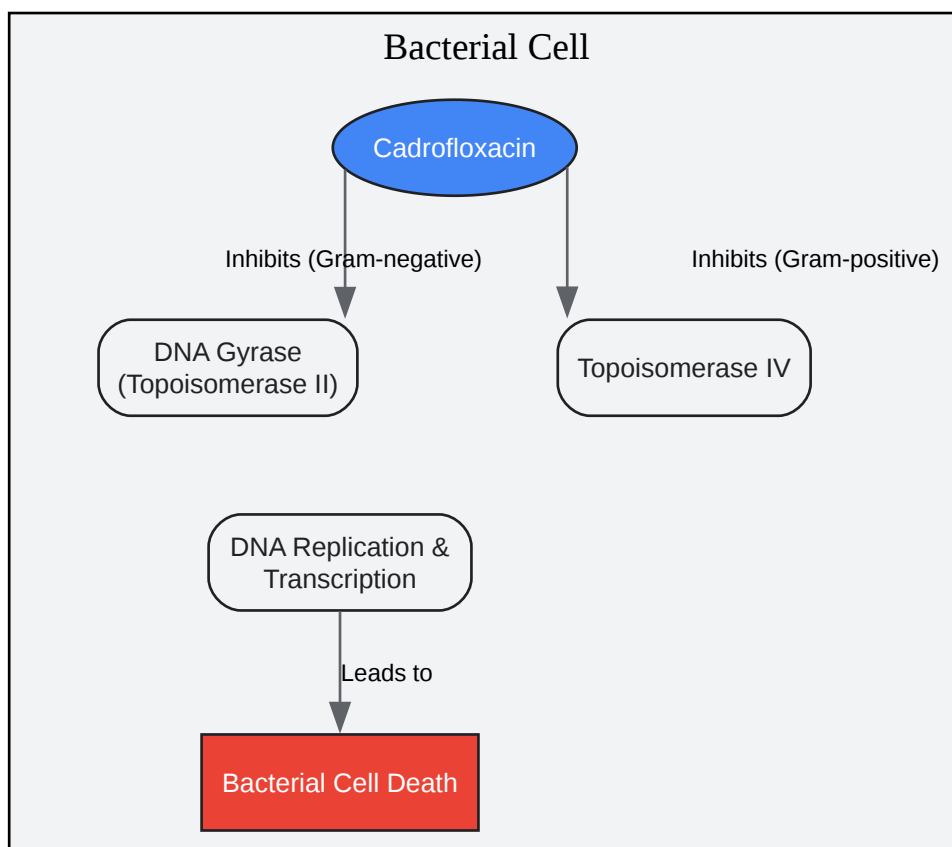 Bacterial Cell
Cadrofloxacin
Inhibits (Gram-negative)
Inhibits (Gram-positive)
DNA Gyrase
(Topoisomerase II)
Topoisomerase IV
DNA Replication &
Transcription
Leads to
Bacterial Cell Death